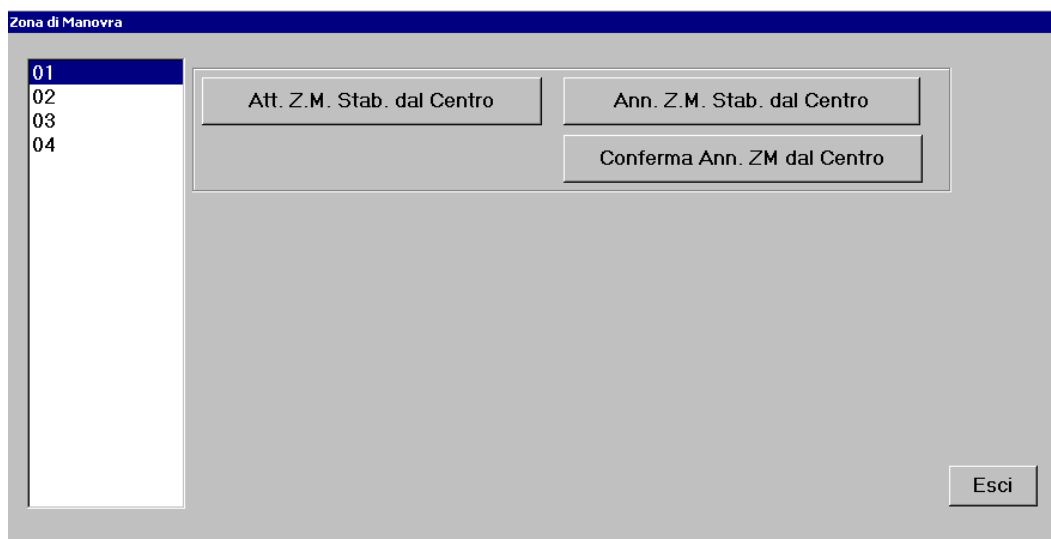 Zona di Manovra
01
02
03
04
Att. Z.M. Stab. dal Centro
Ann. Z.M. Stab. dal Centro
Conferma Ann. ZM dal Centro
Esci